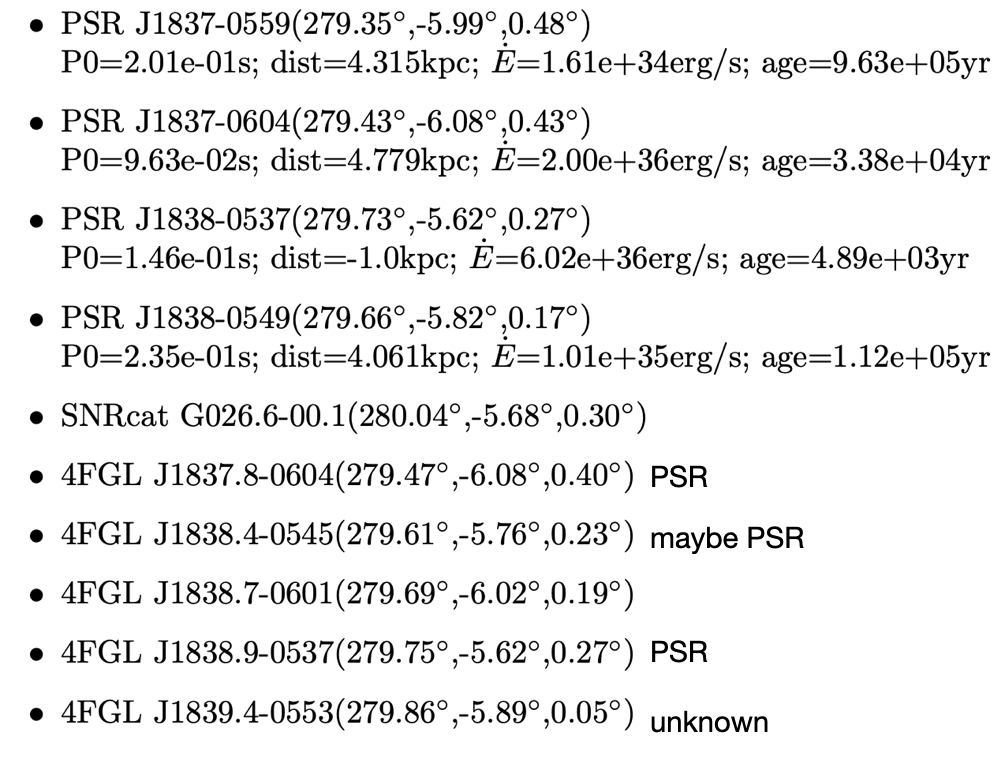 • PSR J1837-0559(279.35°,-5.99°,0.48°)
P0=2.01e-01s; dist=4.315kpc; Ė=1.61e+34erg/s; age=9.63e+05yr
• PSR J1837-0604(279.43°,-6.08°,0.43°)
P0=9.63e-02s; dist=4.779kpc; Ė=2.00e+36erg/s; age=3.38e+04yr
• PSR J1838-0537(279.73°,-5.62°,0.27°)
P0=1.46e-01s; dist=-1.0kpc; Ė=6.02e+36erg/s; age=4.89e+03yr
• PSR J1838-0549(279.66°,-5.82°,0.17°)
P0=2.35e-01s; dist=4.061kpc; Ė=1.01e+35erg/s; age=1.12e+05yr
• SNRcat G026.6-00.1(280.04°,-5.68°,0.30°)
• 4FGL J1837.8-0604(279.47°,-6.08°,0.40°) PSR
• 4FGL J1838.4-0545(279.61°,-5.76°,0.23°) maybe PSR
• 4FGL J1838.7-0601(279.69°,-6.02°,0.19°)
• 4FGL J1838.9-0537(279.75°,-5.62°,0.27°) PSR
• 4FGL J1839.4-0553(279.86°,-5.89°,0.05°) unknown